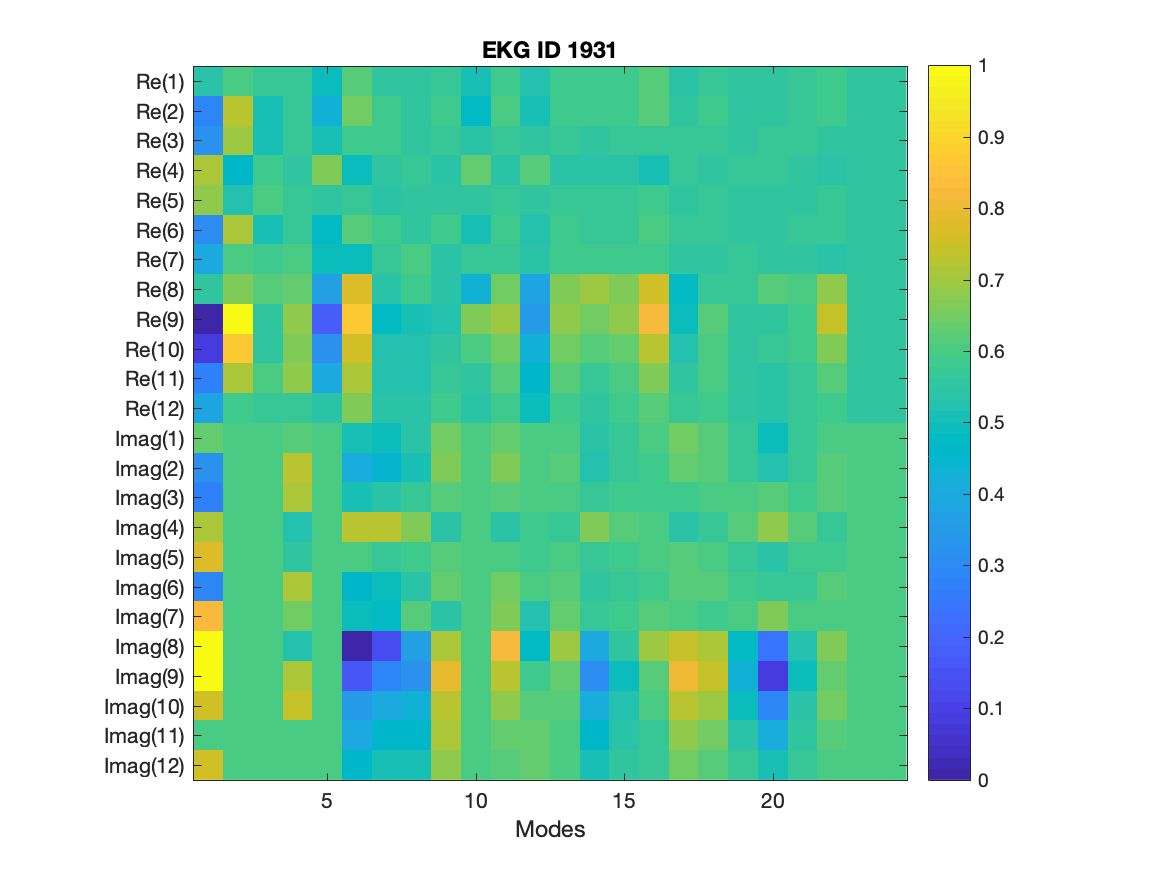 EKG ID 1931
Re(1)
Re(2)
Re(3)
Re(4)
Re(5)
Re(6)
Re(7)
Re(8)
Re(9)
Re(10)
Re(11)
Re(12)
Imag(1)
Imag(2)
Imag(3)
Imag(4)
Imag(5)
Imag(6)
Imag(7)
Imag(8)
Imag(9)
Imag(10)
Imag(11)
Imag(12)
5 10 15 20
Modes
1
0.9
0.8
0.7
0.6
0.5
0.4
0.3
0.2
0.1
0